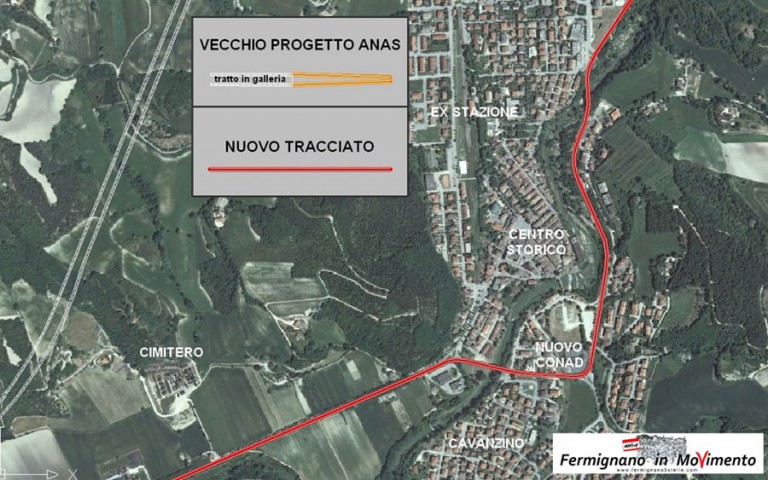 VECCHIO PROGETTO ANAS
tratto in galleria
NUOVO TRACCIATO
EX STAZIONE
CENTRO
STORICO
CIMITERO
NUOVO
CONAD
CAVANZINO
Fermignano in MoVimento
www.fermignano5stelle.com
X